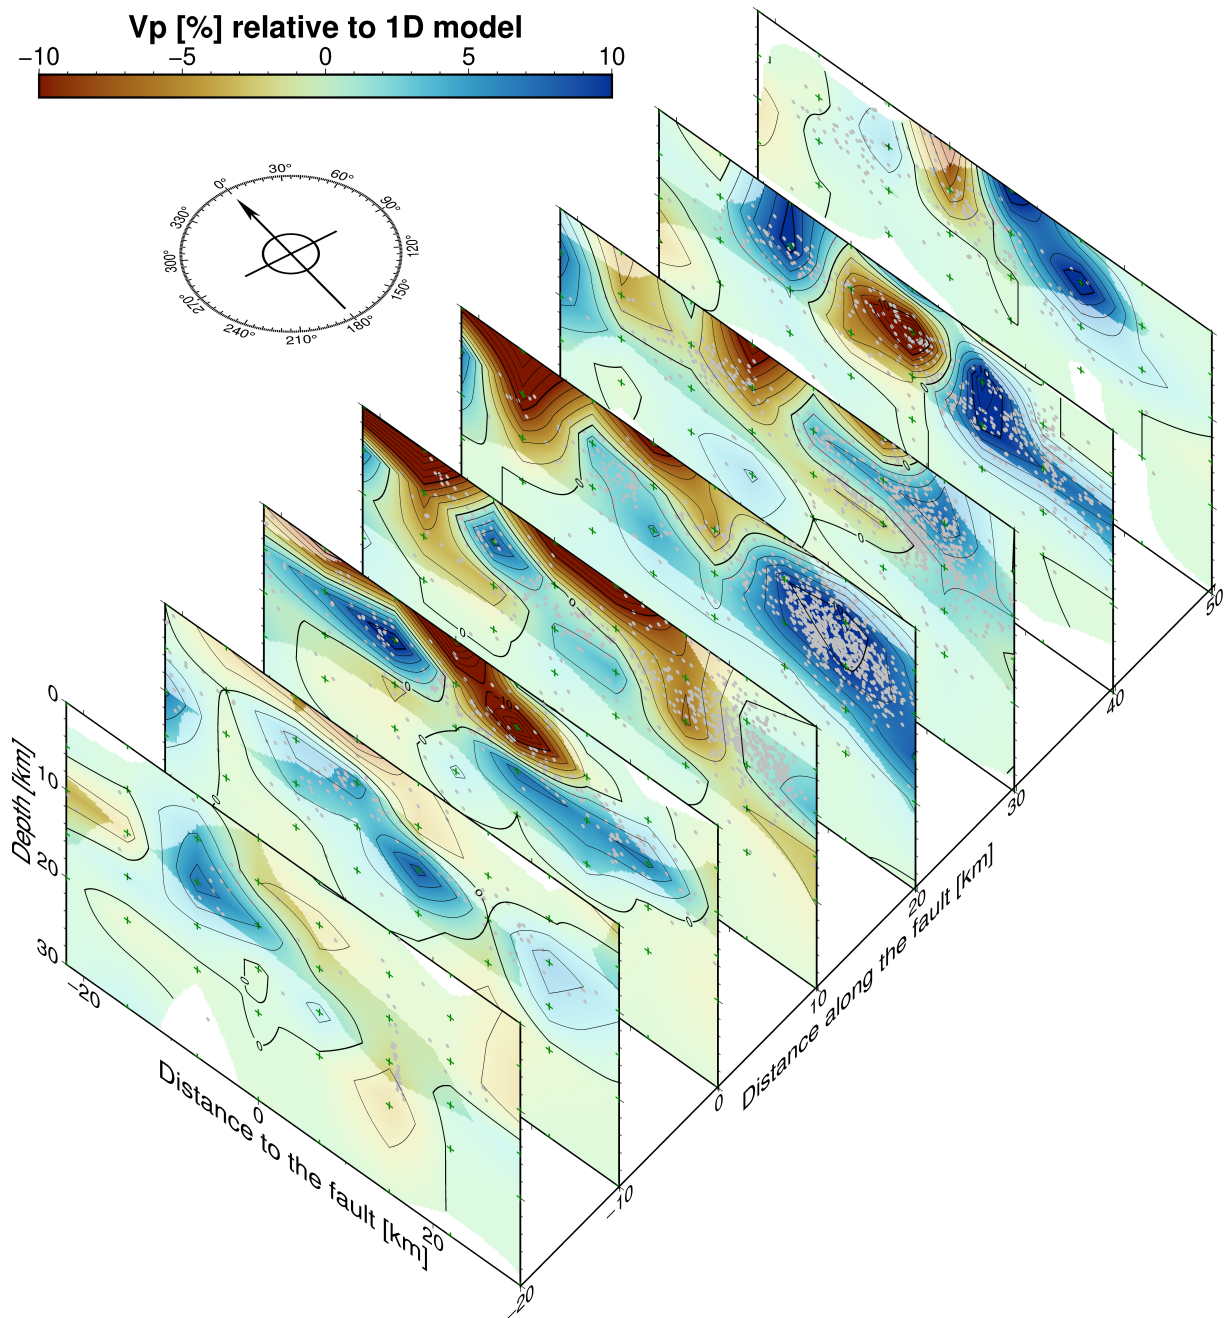 Vp [%] relative to 1D model
−10 −5 0 5 10
0° 30° 60° 90° 120° 150° 180° 210° 240° 270° 300° 330°
Depth [km]
0
10
20
30
−20 0 20
Distance to the fault [km]
−20 −10 0 10 20 30 40 50
Distance along the fault [km]